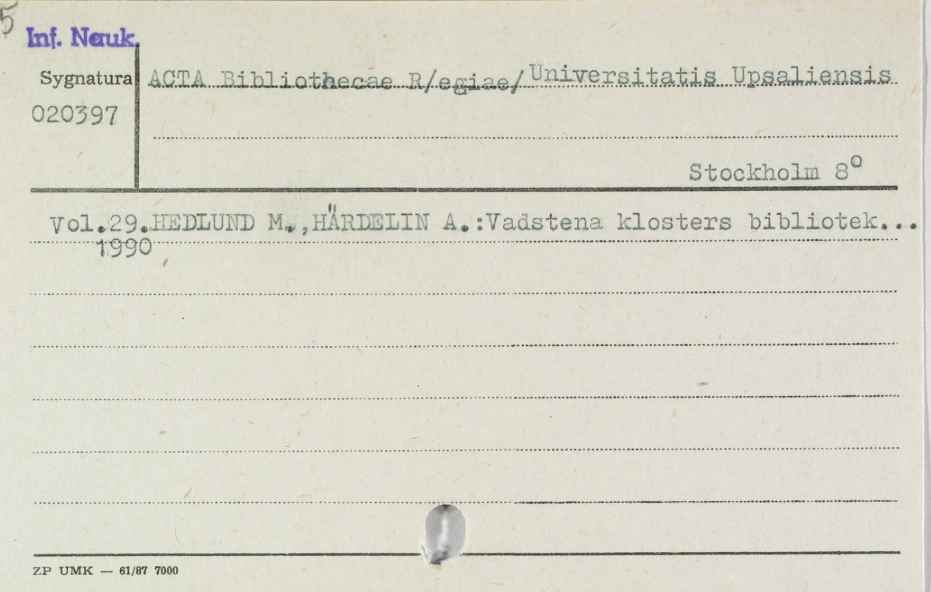 5
Inf. Nauk.
Sygnatura ACTA Bibliothecae R/egiae/ Universitatis Upsaliensis
020397
Stockholm 8°
Vol.29.HEDLUND M.,HÄRDELIN A.:Vadstena klosters bibliotek...
1990
ZP UMK — 61/87 7000